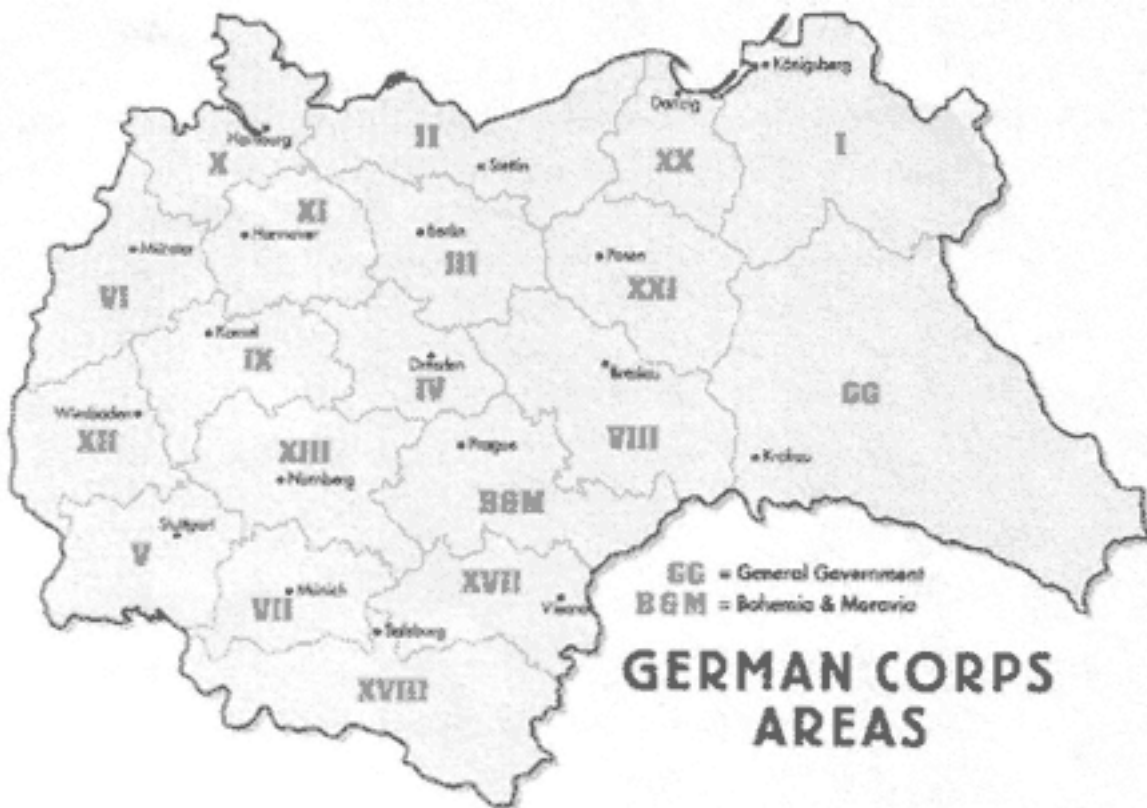 Königsberg
Danzig
Hamburg
II
I
X
Stettin
XX
XI
Hannover
Berlin
Münster
III
Posen
XXI
VI
Kassel
IX
Dresden
IV
Breslau
GG
Wiesbaden
XII
XIII
Prague
VIII
Krakau
Nürnberg
B&M
Stuttgart
V
XVII
VII
Münich
Vienna
Salzburg
XVIII
GG = General Government
B&M = Bohemia & Moravia
GERMAN CORPS
AREAS